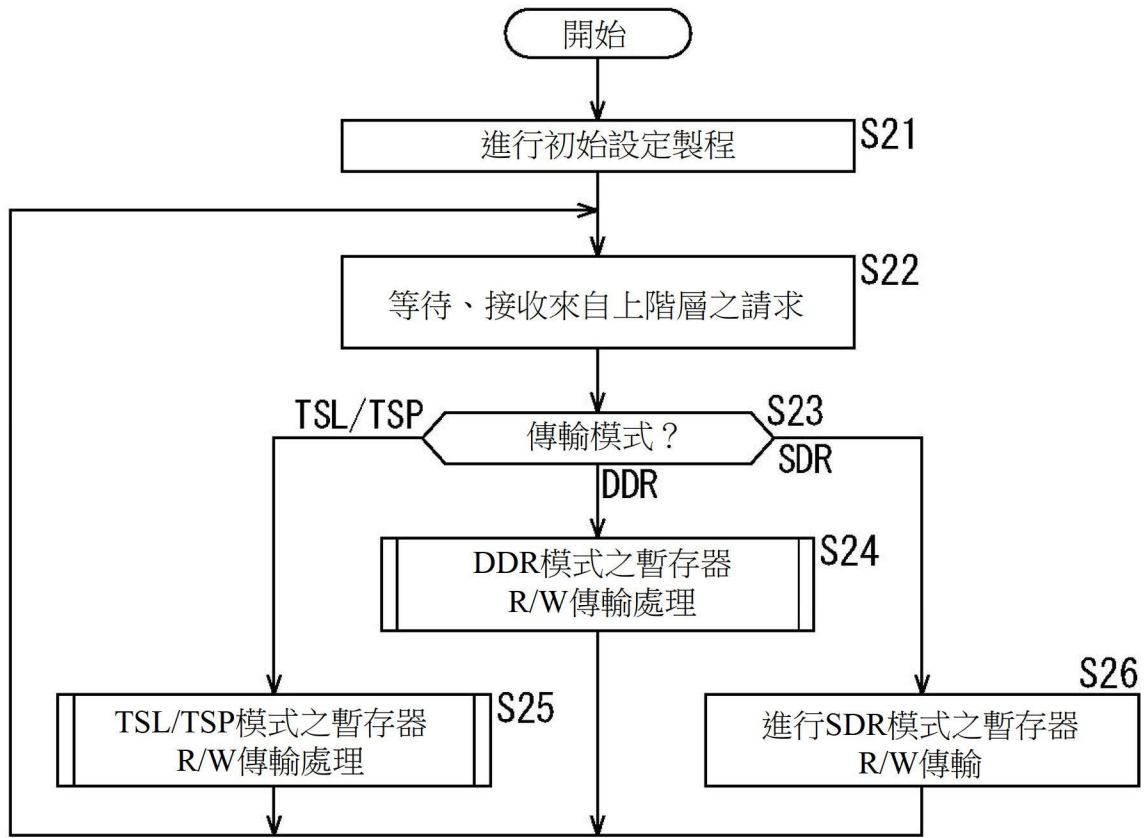 開始
進行初始設定製程
S21
等待、接收來自上階層之請求
S22
TSL/TSP
傳輸模式？
S23
SDR
DDR
DDR模式之暫存器
R/W傳輸處理
S24
TSL/TSP模式之暫存器
R/W傳輸處理
S25
S26
進行SDR模式之暫存器
R/W傳輸